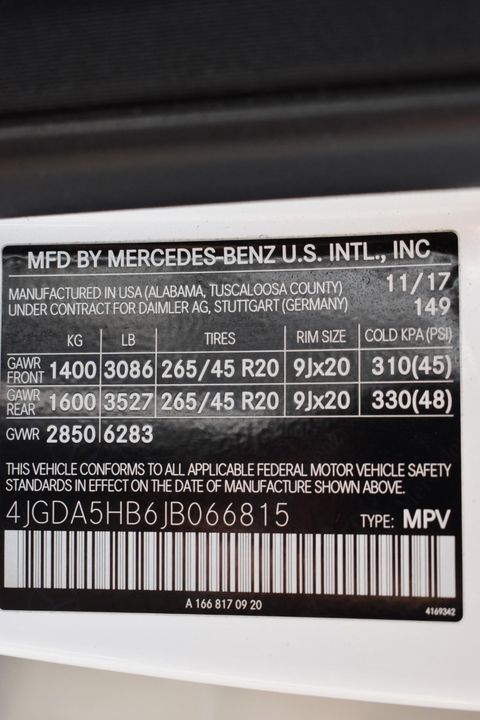 MFD BY MERCEDES-BENZ U.S. INTL., INC
MANUFACTURED IN USA (ALABAMA, TUSCALOOSA COUNTY) 11/17
UNDER CONTRACT FOR DAIMLER AG, STUTTGART (GERMANY) 149
KG LB TIRES RIM SIZE COLD KPA (PSI)
GAWR FRONT 1400 3086 265/45 R20 9Jx20 310(45)
GAWR REAR 1600 3527 265/45 R20 9Jx20 330(48)
GVWR 2850 6283
THIS VEHICLE CONFORMS TO ALL APPLICABLE FEDERAL MOTOR VEHICLE SAFETY
STANDARDS IN EFFECT ON THE DATE OF MANUFACTURE SHOWN ABOVE.
4JGDA5HB6JB066815 TYPE: MPV
A 166 817 09 20
4169342